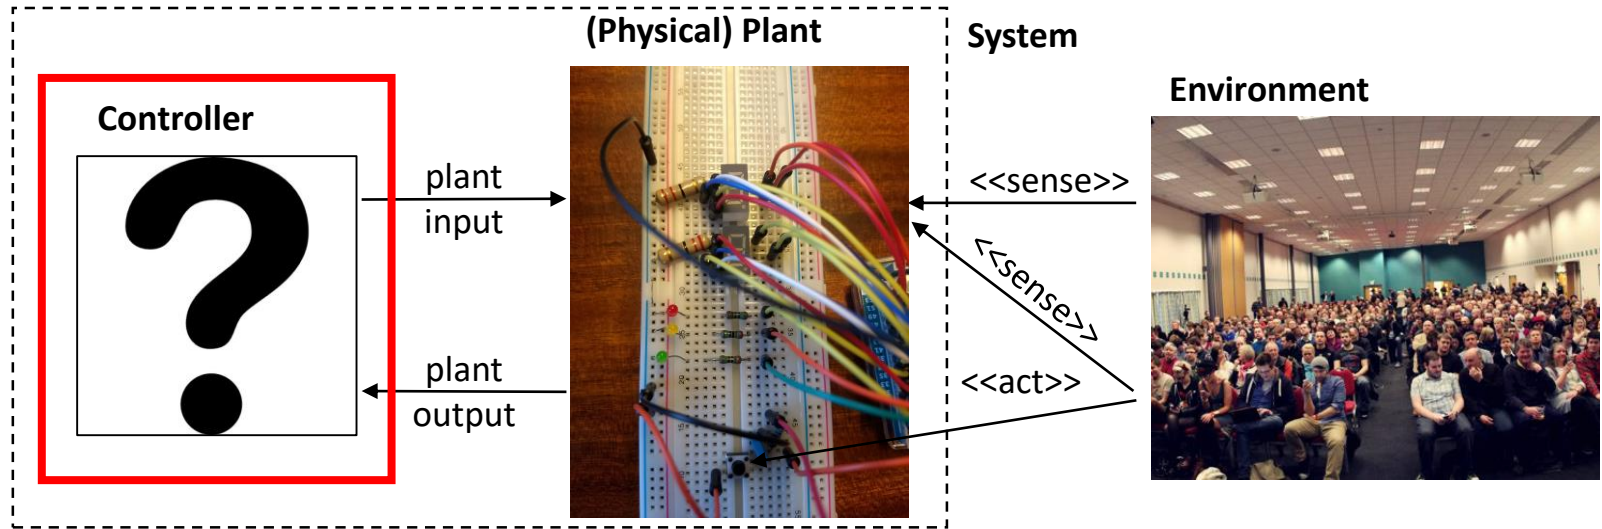 (Physical) Plant
System
Environment
Controller
plant
input
<<sense>>
<<sense>>
plant
output
<<act>>